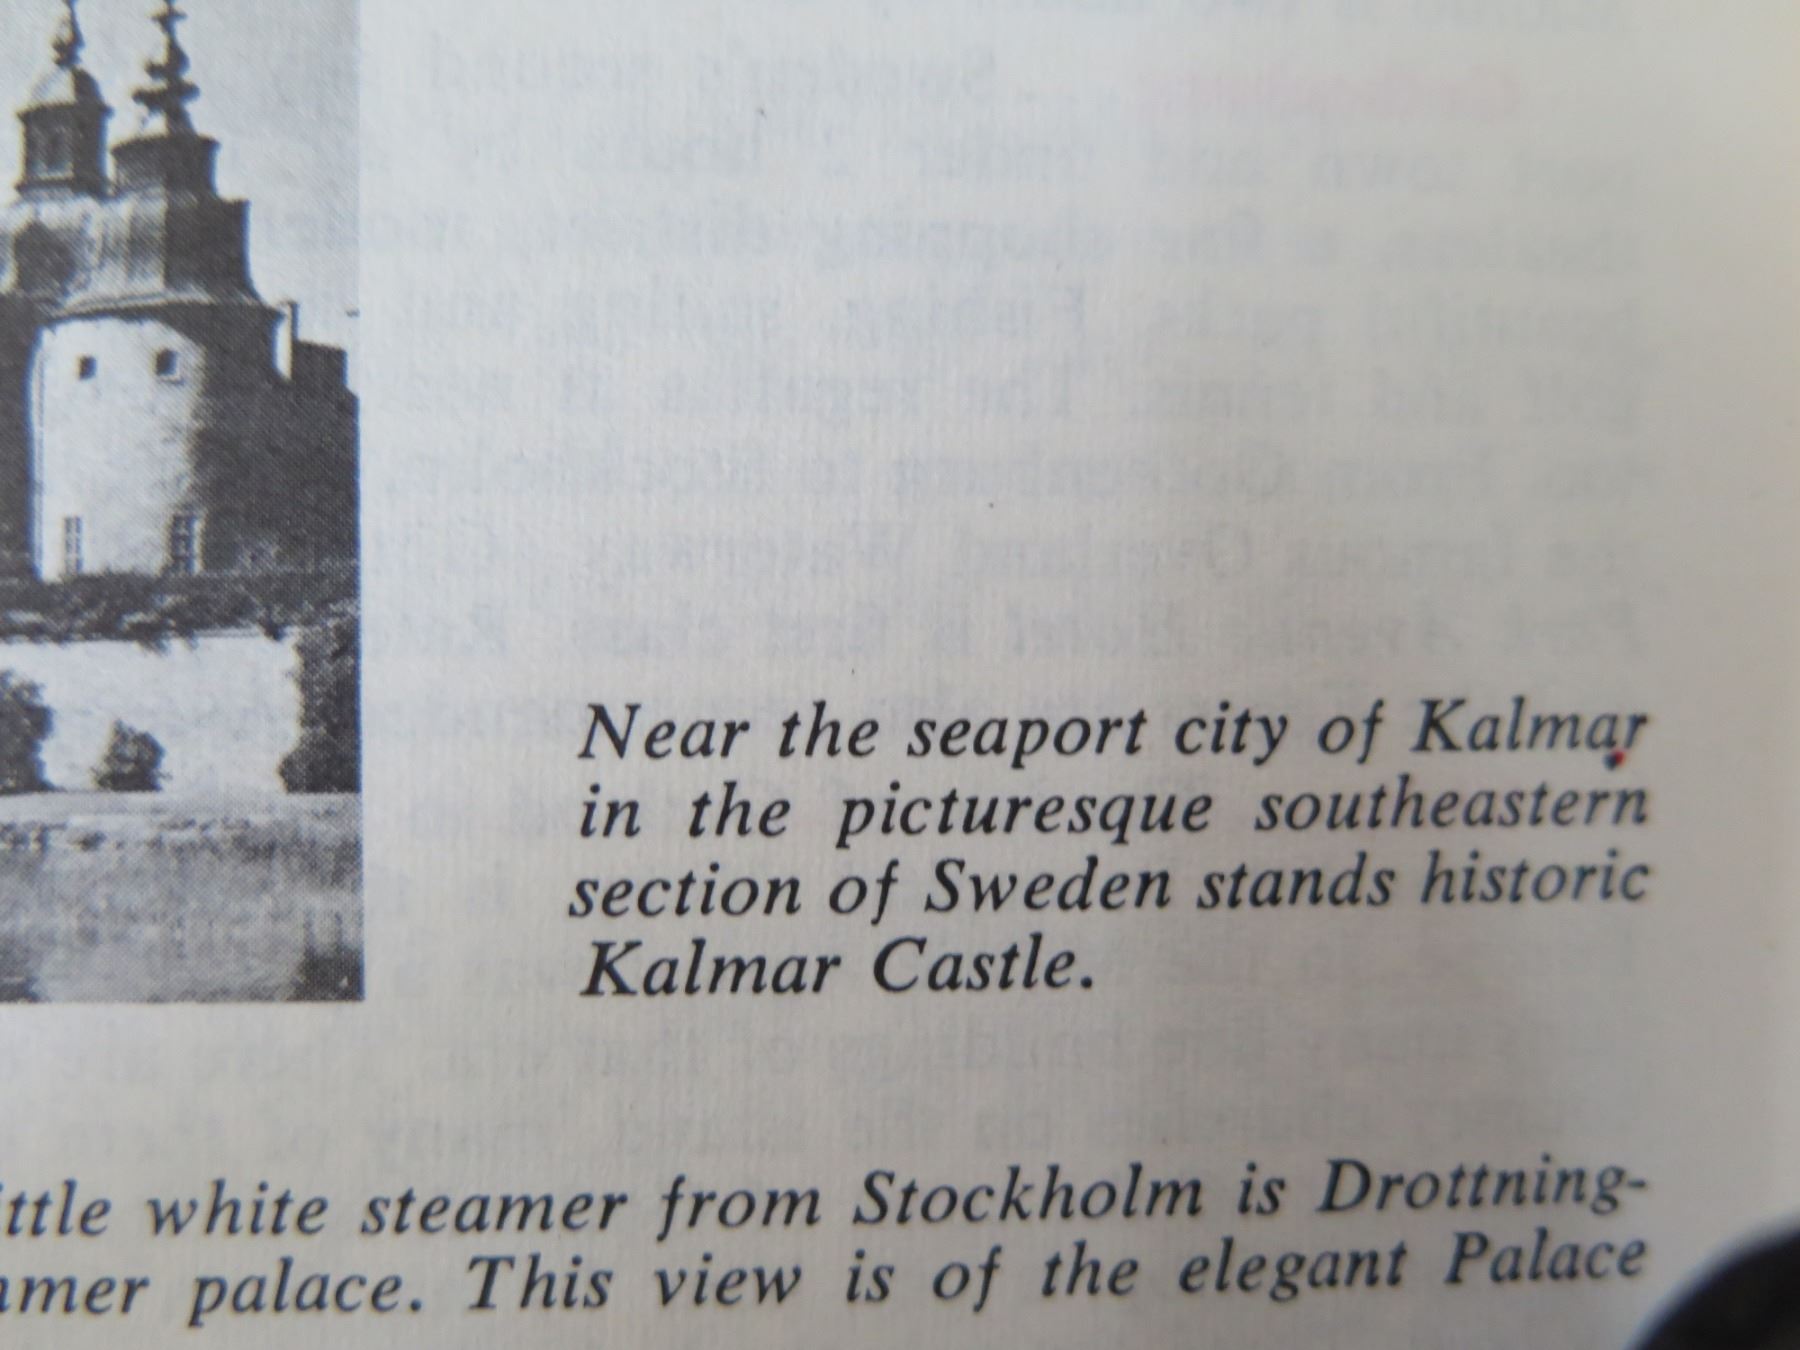 Near the seaport city of Kalmar
in the picturesque southeastern
section of Sweden stands historic
Kalmar Castle.
ittle white steamer from Stockholm is Drottning-
mer palace. This view is of the elegant Palace